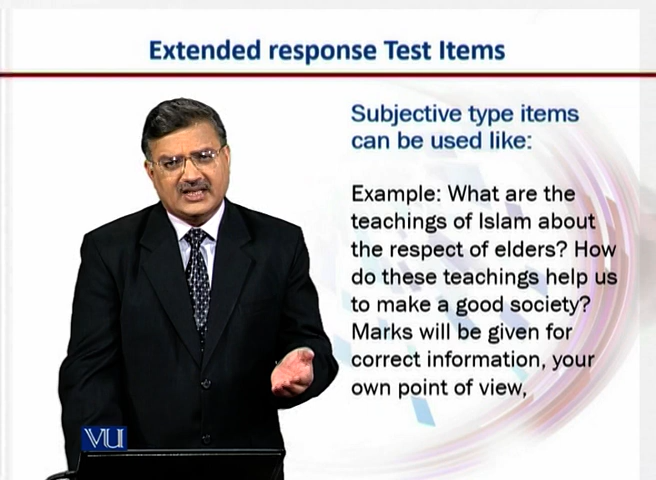 Extended response Test Items
Subjective type items
can be used like:
Example: What are the
teachings of Islam about
the respect of elders? How
do these teachings help us
to make a good society?
Marks will be given for
correct information, your
own point of view,
VU